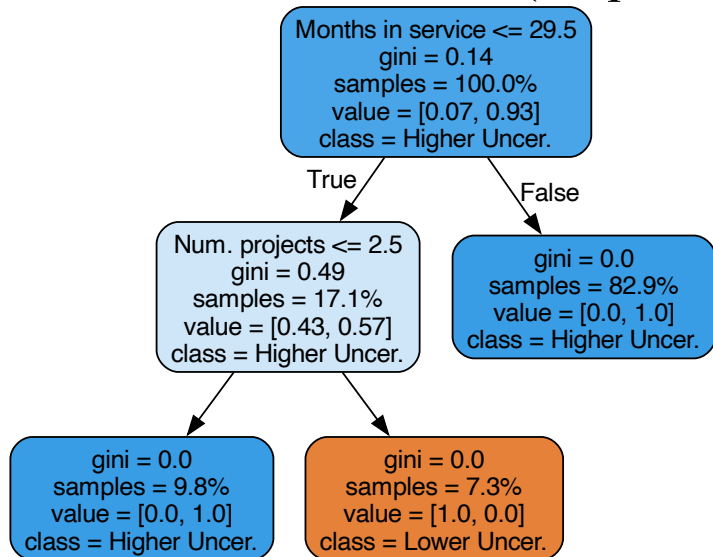 Months in service <= 29.5
gini = 0.14
samples = 100.0%
value = [0.07, 0.93]
class = Higher Uncer.
True
False
Num. projects <= 2.5
gini = 0.49
samples = 17.1%
value = [0.43, 0.57]
class = Higher Uncer.
gini = 0.0
samples = 82.9%
value = [0.0, 1.0]
class = Higher Uncer.
gini = 0.0
samples = 9.8%
value = [0.0, 1.0]
class = Higher Uncer.
gini = 0.0
samples = 7.3%
value = [1.0, 0.0]
class = Lower Uncer.